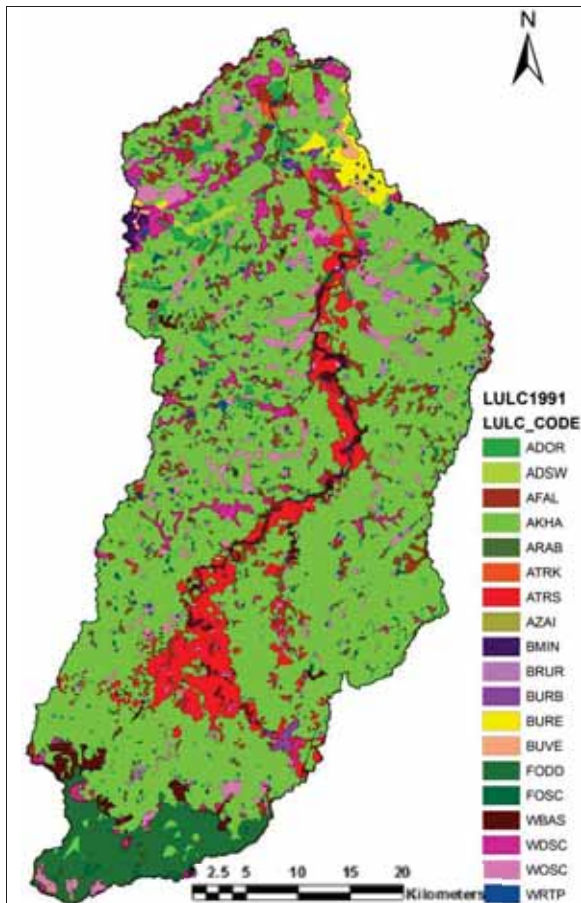 N
LULC1991
LULC_CODE
ADOR
ADSW
AFAL
AKHA
ARAB
ATRK
ATRS
AZAI
BMIN
BRUR
BURB
BURE
BUVE
FODD
FOSC
WBAS
WDSC
WOSC
WRTP
0 2.5 5 10 15 20
Kilometers